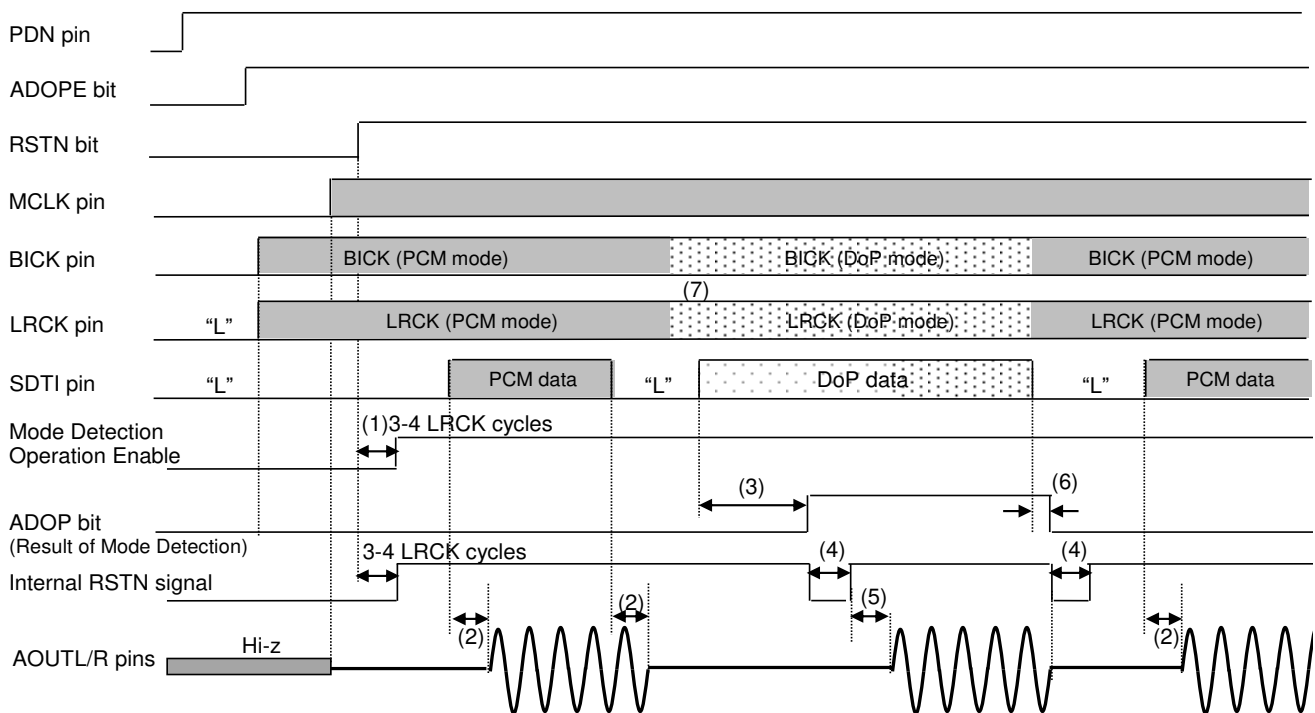 PDN pin
ADOPE bit
RSTN bit
MCLK pin
BICK pin
BICK (PCM mode)
BICK (DoP mode)
BICK (PCM mode)
(7)
LRCK pin
“L”
LRCK (PCM mode)
LRCK (DoP mode)
LRCK (PCM mode)
SDTI pin
“L”
PCM data
“L”
DoP data
“L”
PCM data
Mode Detection
Operation Enable
(1)3-4 LRCK cycles
(3)
(6)
ADOP bit
(Result of Mode Detection)
3-4 LRCK cycles
(4)
(4)
Internal RSTN signal
(2)
(2)
(5)
(2)
Hi-z
AOUTL/R pins